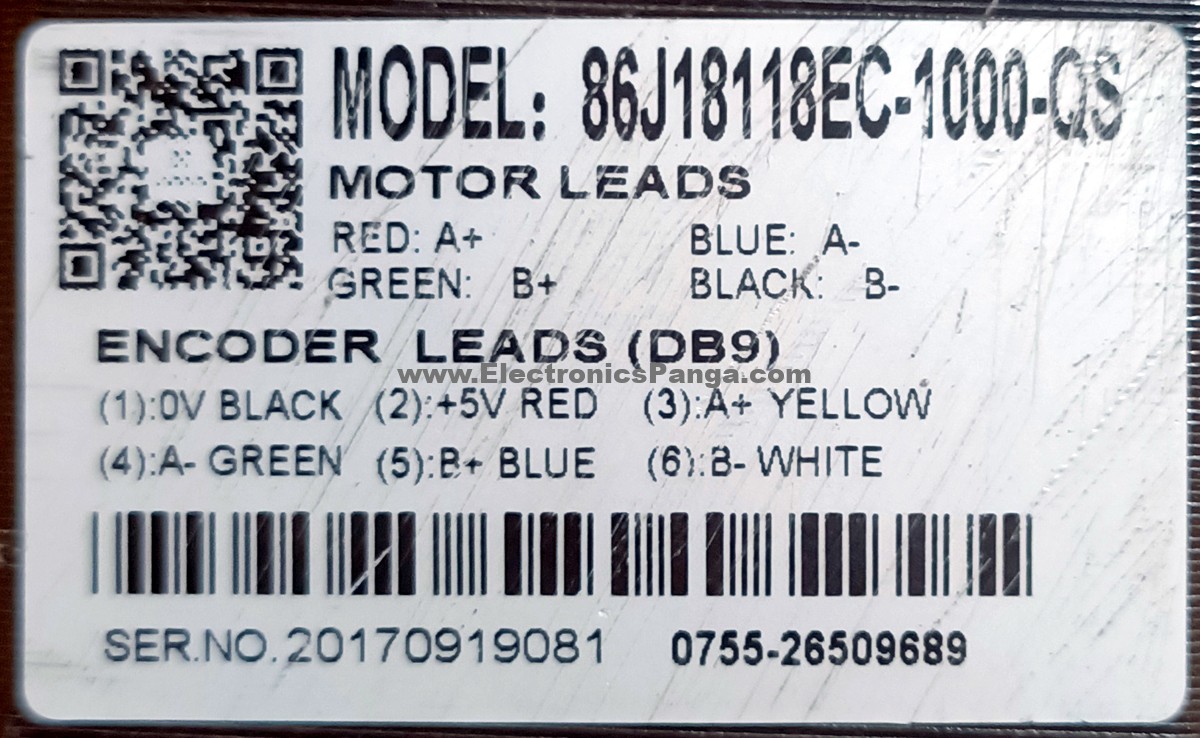 MODEL: 86J18118EC-1000-QS
MOTOR LEADS
RED: A+ BLUE: A-
GREEN: B+ BLACK: B-
ENCODER LEADS (DB9)
www.ElectronicsPanga.com
(1):0V BLACK (2):+5V RED (3):A+ YELLOW
(4):A- GREEN (5):B+ BLUE (6):B- WHITE
SER.NO.20170919081 0755-26509689